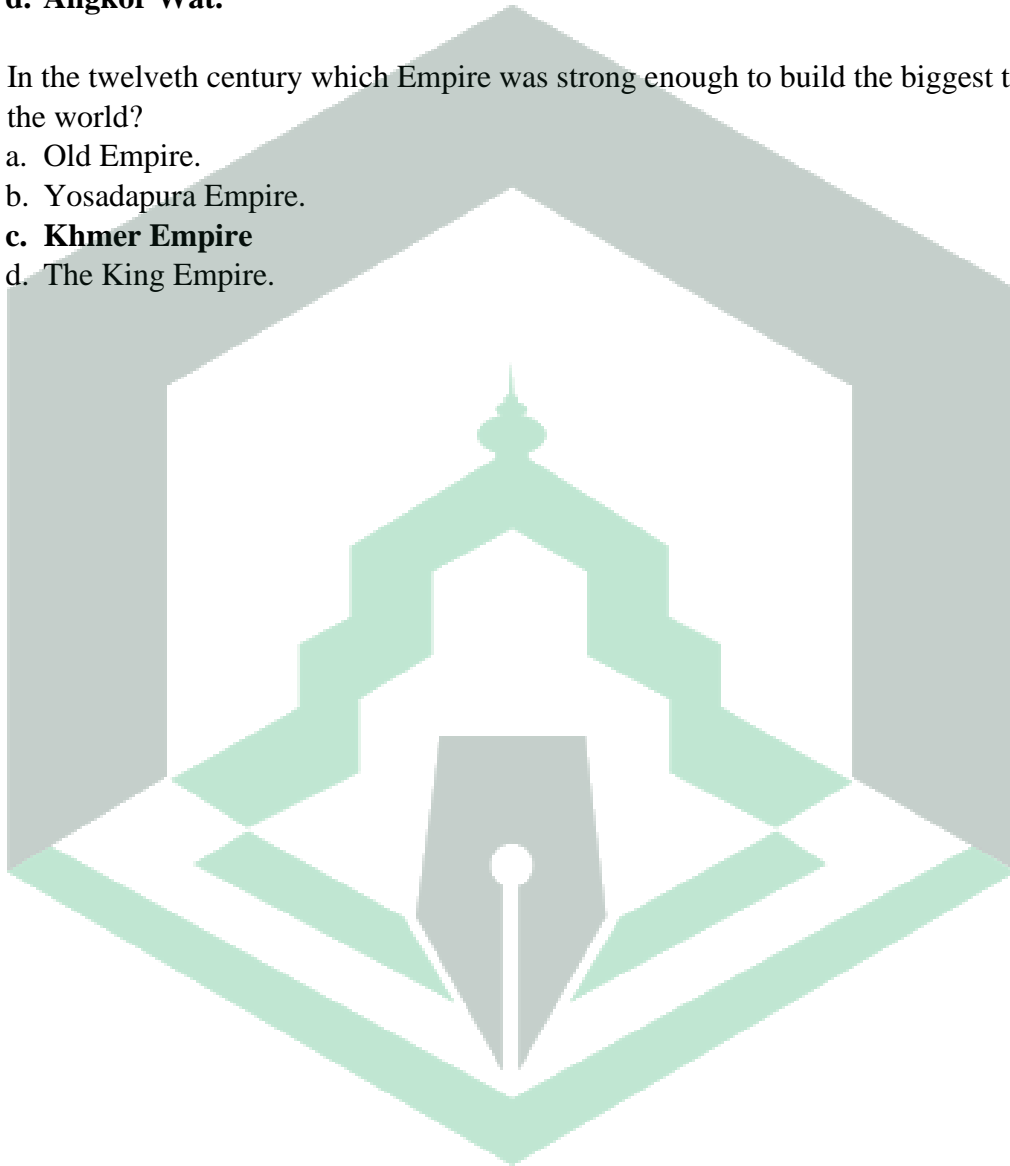 d. Angkor Wat.
In the twelveth century which Empire was strong enough to build the biggest
the world?
a. Old Empire.
b. Yosadapura Empire.
c. Khmer Empire
d. The King Empire.